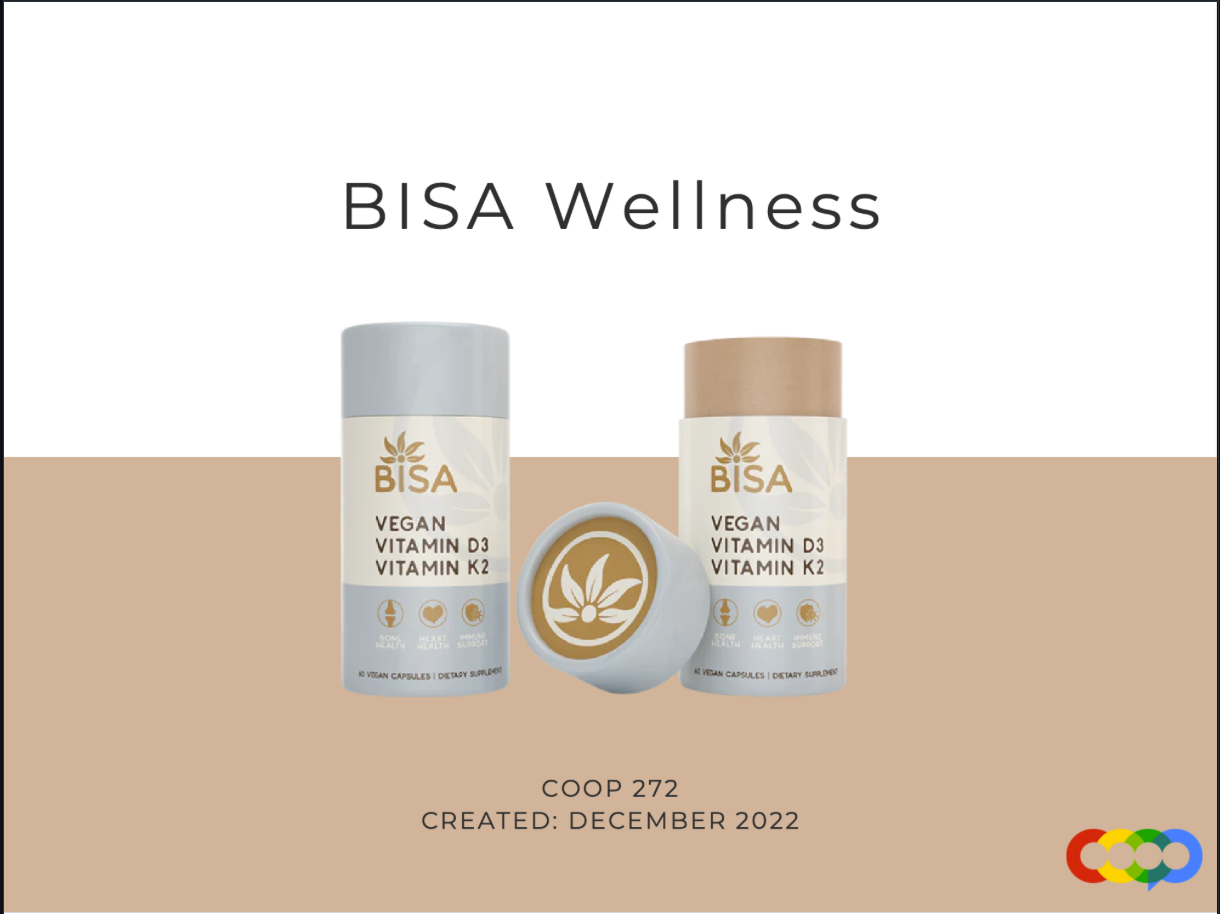 BISA Wellness
BISA
VEGAN
VITAMIN D3
VITAMIN K2
BONE HEALTH
HEART HEALTH
IMMUNE SUPPORT
60 VEGAN CAPSULES | DIETARY SUPPLEMENT
BISA
VEGAN
VITAMIN D3
VITAMIN K2
BONE HEALTH
HEART HEALTH
IMMUNE SUPPORT
60 VEGAN CAPSULES | DIETARY SUPPLEMENT
COOP 272
CREATED: DECEMBER 2022
COOP